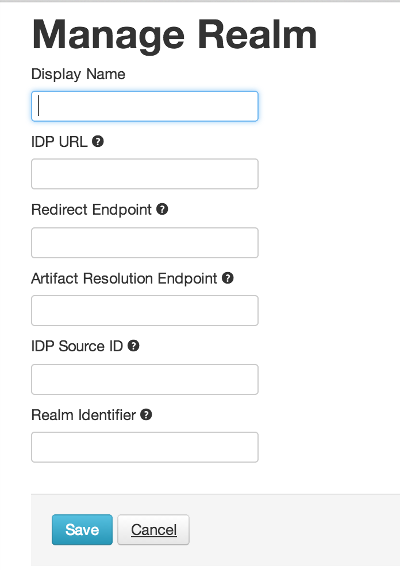 Manage Realm
Display Name
IDP URL
Redirect Endpoint
Artifact Resolution Endpoint
IDP Source ID
Realm Identifier
Save Cancel